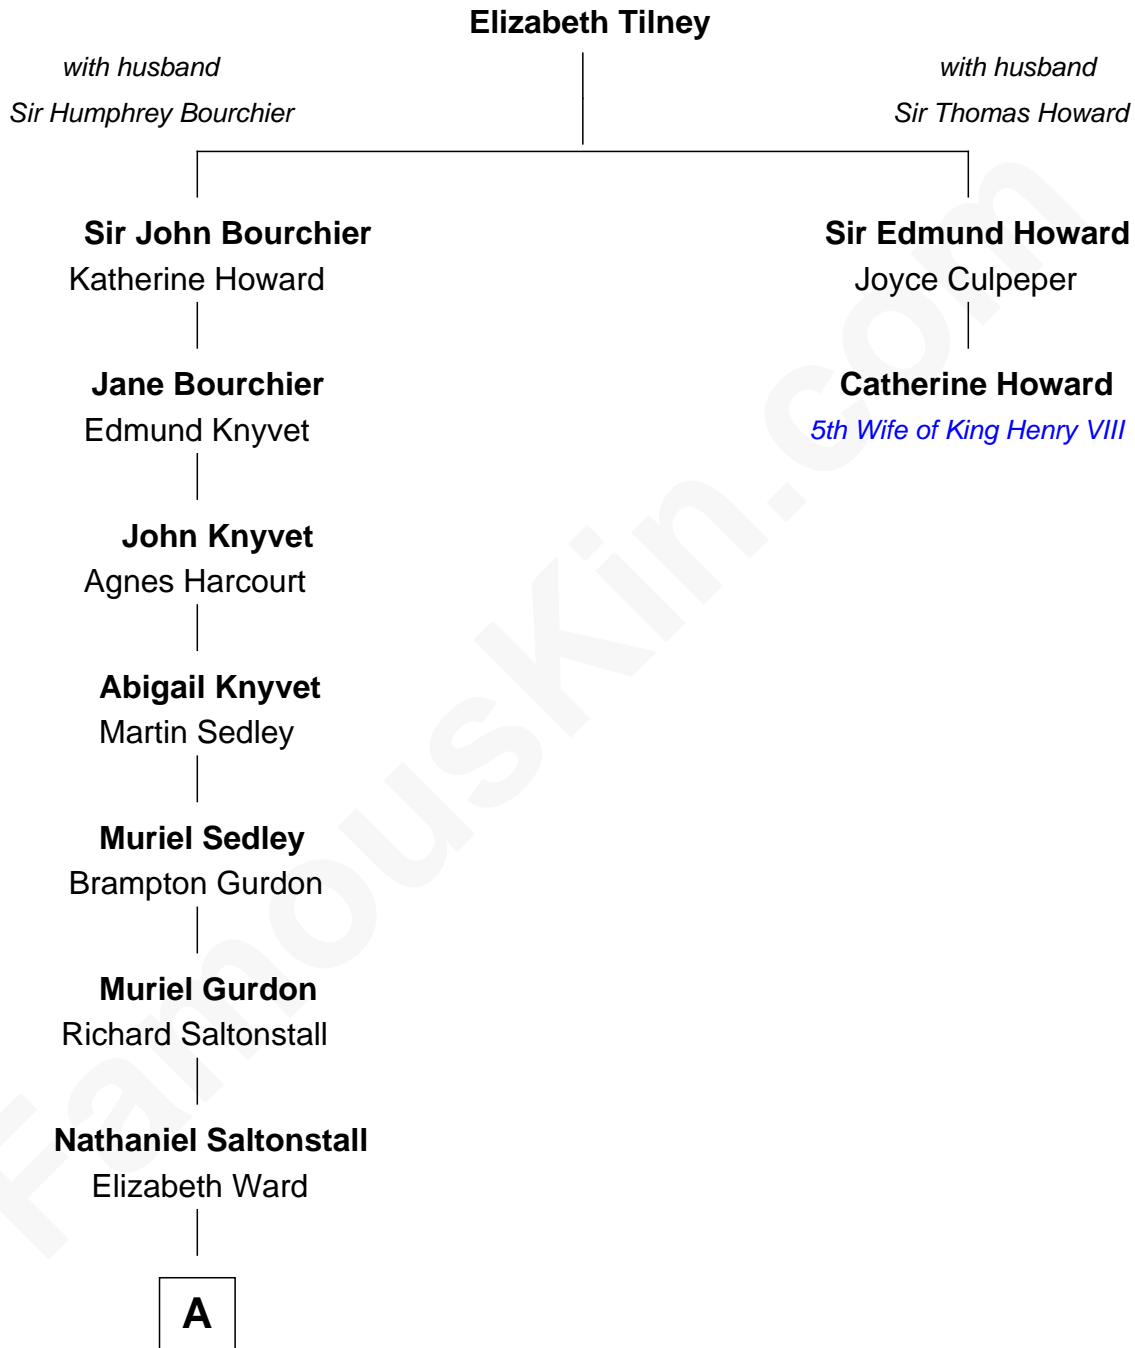 Elizabeth Tilney
with husband
Sir Humphrey Bourchier
with husband
Sir Thomas Howard
Sir John Bourchier
Katherine Howard
Sir Edmund Howard
Joyce Culpeper
Jane Bourchier
Edmund Knyvet
Catherine Howard
5th Wife of King Henry VIII
John Knyvet
Agnes Harcourt
Abigail Knyvet
Martin Sedley
Muriel Sedley
Brampton Gurdon
Muriel Gurdon
Richard Saltonstall
Nathaniel Saltonstall
Elizabeth Ward
A
FamousKin.com